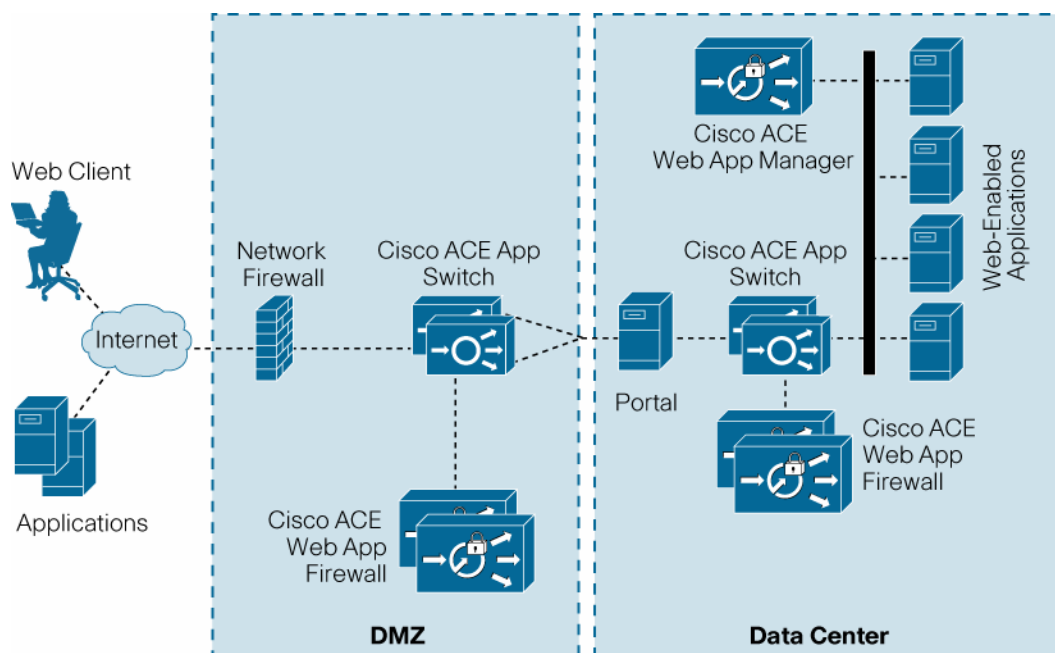 Web Client
Internet
Applications
Network
Firewall
Cisco ACE App
Switch
Cisco ACE
Web App
Firewall
DMZ
Cisco ACE
Web App Manager
Portal
Cisco ACE App
Switch
Web-Enabled
Applications
Cisco ACE
Web App
Firewall
Data Center